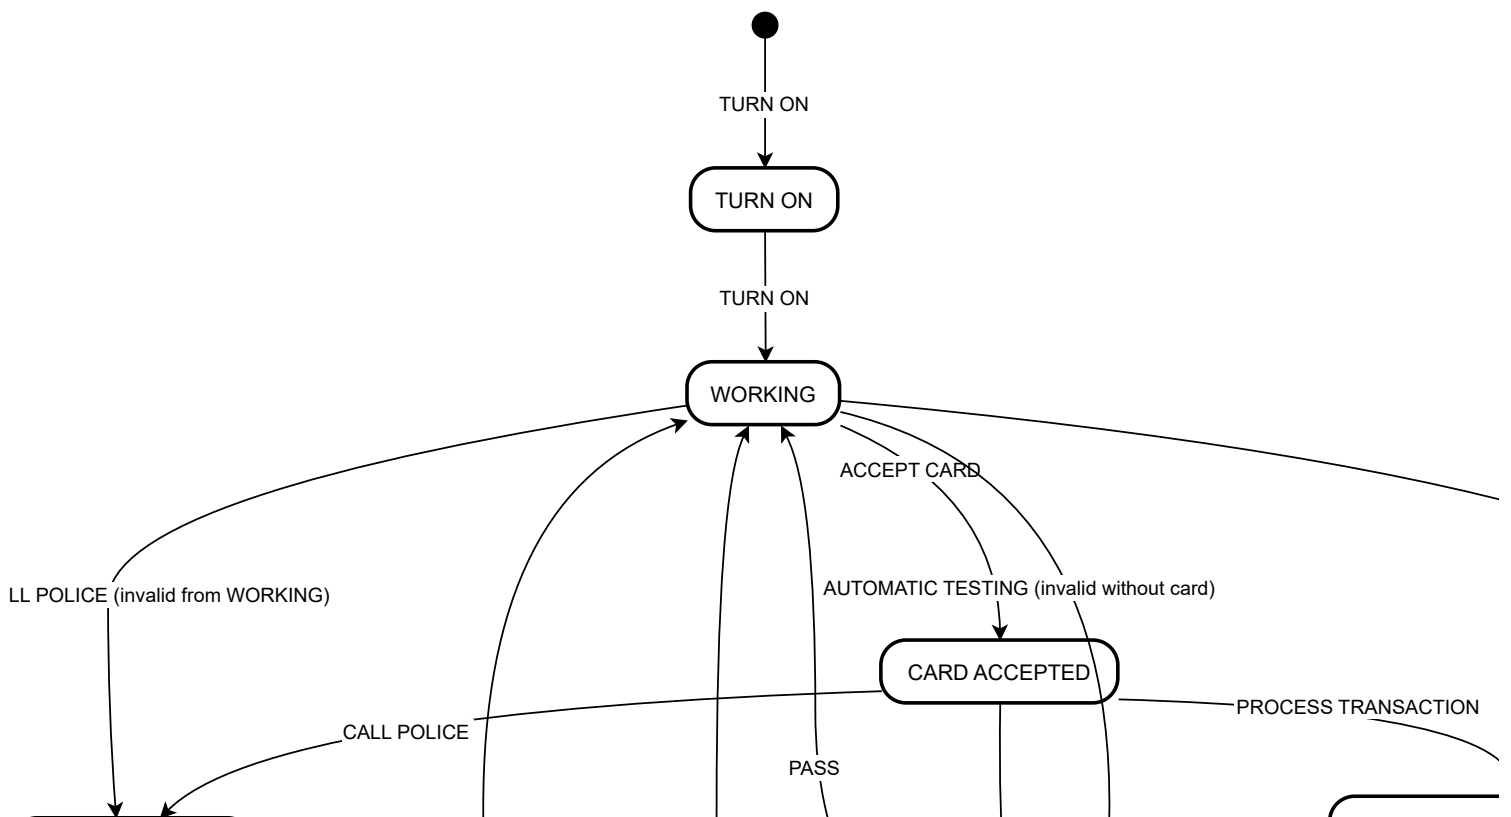 TURN ON
TURN ON
TURN ON
WORKING
ACCEPT CARD
AUTOMATIC TESTING (invalid without card)
LL POLICE (invalid from WORKING)
CARD ACCEPTED
PROCESS TRANSACTION
CALL POLICE
PASS